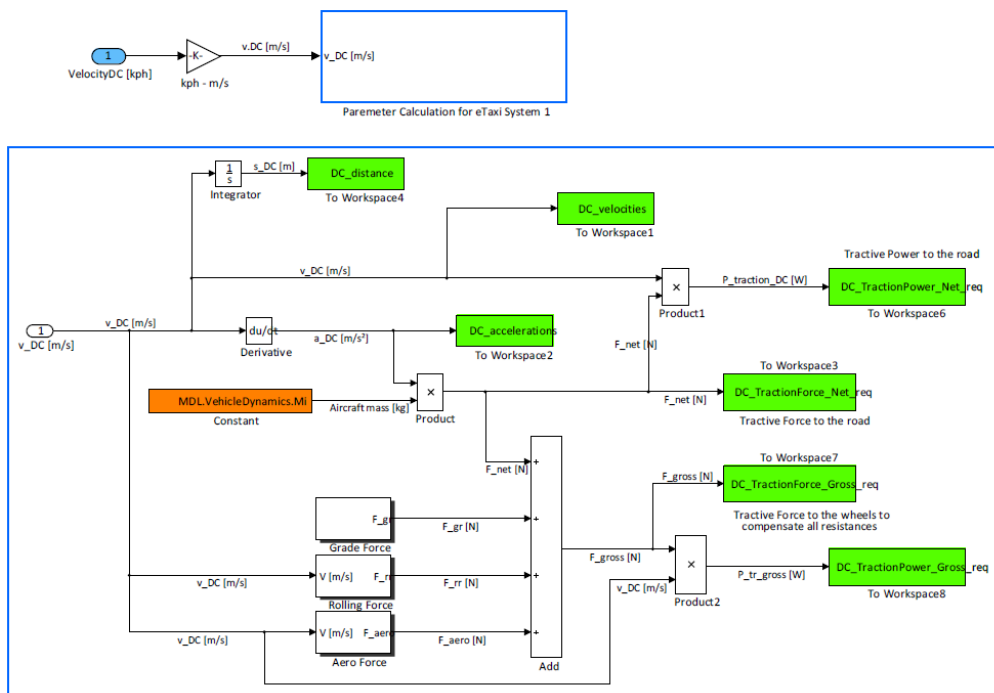 1
VelocityDC [kph]
-K-
kph - m/s
v.DC [m/s]
v_DC [m/s]
Paremeter Calculation for eTaxi System 1
1
s
Integrator
s_DC [m]
DC_distance
To Workspace4
DC_velocities
To Workspace1
v_DC [m/s]
Tractive Power to the road
×
Product1
P_traction_DC [W]
DC_TractionPower_Net_req
To Workspace6
1
v_DC [m/s]
v_DC [m/s]
du/dt
Derivative
a_DC [m/s²]
DC_accelerations
To Workspace2
F_net [N]
MDL.VehicleDynamics.Mi
Constant
Aircraft mass [kg]
×
Product
To Workspace3
F_net [N]
DC_TractionForce_Net_req
Tractive Force to the road
F_net [N]
+
To Workspace7
F_gross [N]
DC_TractionForce_Gross_req
Tractive Force to the wheels to
compensate all resistances
F_gr
Grade Force
F_gr [N]
+
F_gross [N]
v_DC [m/s]
V [m/s]
F_rr
Rolling Force
F_rr [N]
+
v_DC [m/s]
×
Product2
P_tr_gross [W]
DC_TractionPower_Gross_req
To Workspace8
v_DC [m/s]
V [m/s]
F_aero
Aero Force
F_aero [N]
+
Add